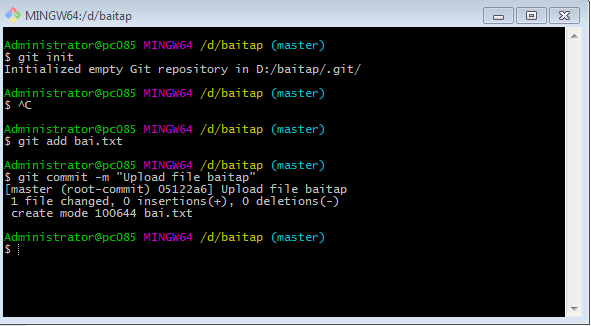 MINGW64:/d/baitap
Administrator@pc085 MINGW64 /d/baitap (master)
$ git init
Initialized empty Git repository in D:/baitap/.git/
Administrator@pc085 MINGW64 /d/baitap (master)
$ ^C
Administrator@pc085 MINGW64 /d/baitap (master)
$ git add bai.txt
Administrator@pc085 MINGW64 /d/baitap (master)
$ git commit -m "Upload file baitap"
[master (root-commit) 05122a6] Upload file baitap
 1 file changed, 0 insertions(+), 0 deletions(-)
 create mode 100644 bai.txt
Administrator@pc085 MINGW64 /d/baitap (master)
$